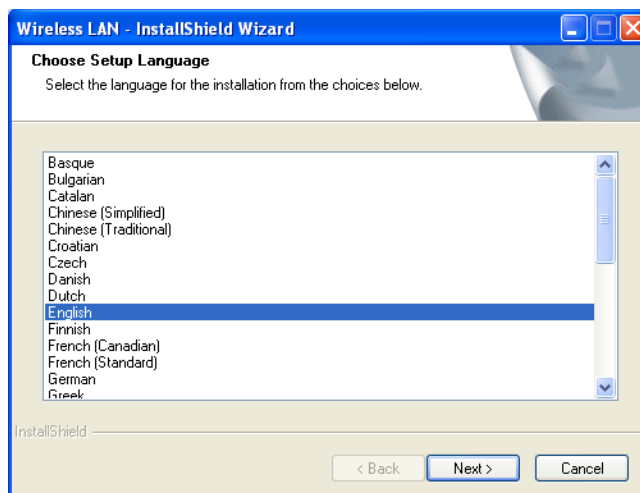 Wireless LAN - InstallShield Wizard
Choose Setup Language
Select the language for the installation from the choices below.
Basque
Bulgarian
Catalan
Chinese (Simplified)
Chinese (Traditional)
Croatian
Czech
Danish
Dutch
English
Finnish
French (Canadian)
French (Standard)
German
Greek
InstallShield
< Back
Next >
Cancel